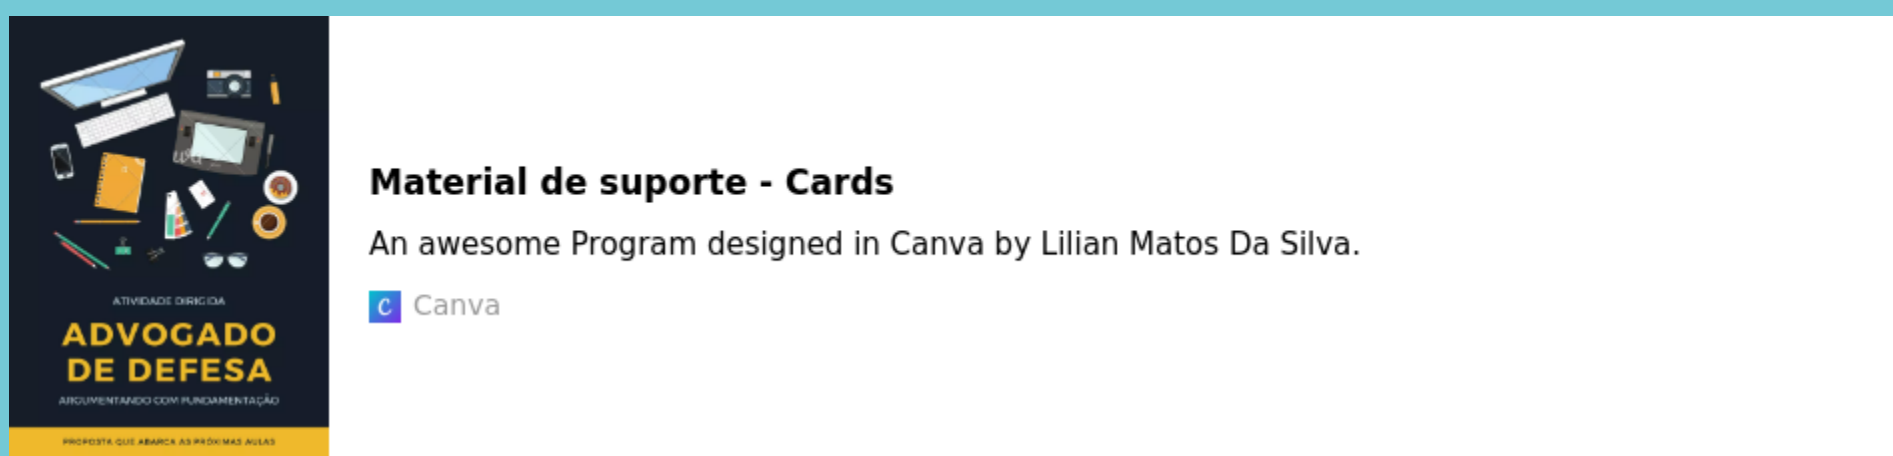 ATIVIDADE DIRIGIDA
ADVOGADO
DE DEFESA
ARGUMENTANDO COM FUNDAMENTAÇÃO
PROPOSTA QUE ABARCA AS PRÓXIMAS AULAS
Material de suporte - Cards
An awesome Program designed in Canva by Lilian Matos Da Silva.
C Canva